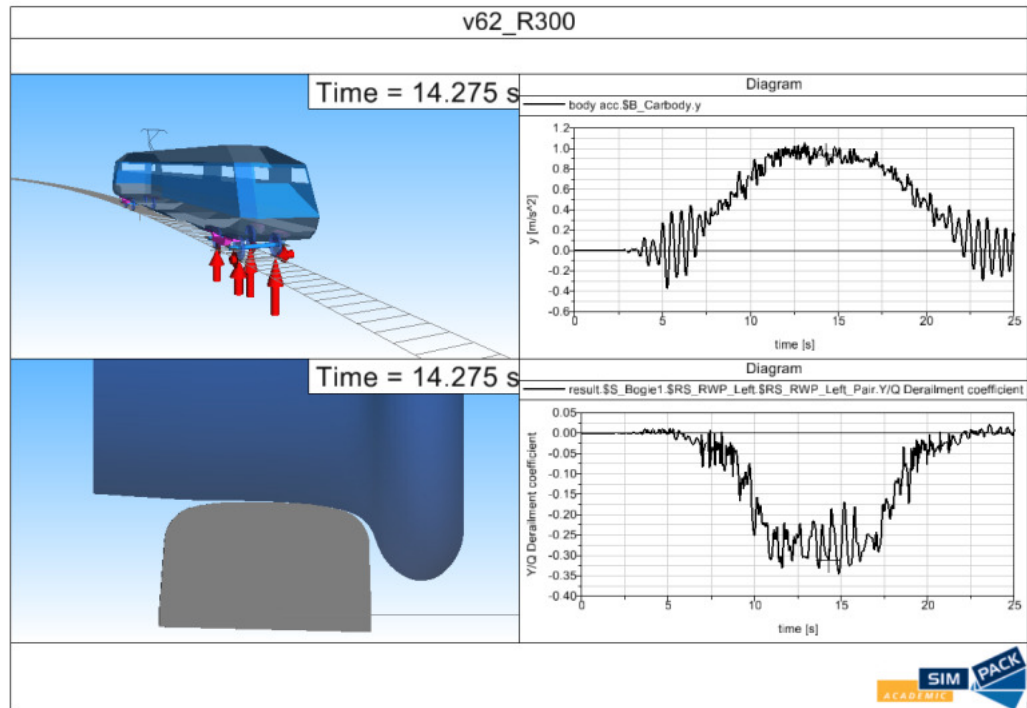 v62_R300
Time = 14.275 s
Diagram
body acc.$B_Carbody.y
y [m/s^2]
1.2
1.0
0.8
0.6
0.4
0.2
0.0
-0.2
-0.4
-0.6
0 5 10 15 20 25
time [s]
Time = 14.275 s
Diagram
result.$S_Bogie1.$RS_RWP_Left.$RS_RWP_Left_Pair.Y/Q Derailment coefficient
Y/Q Derailment coefficient
0.05
0.00
-0.05
-0.10
-0.15
-0.20
-0.25
-0.30
-0.35
-0.40
0 5 10 15 20 25
time [s]
SIM PACK
ACADEMIC